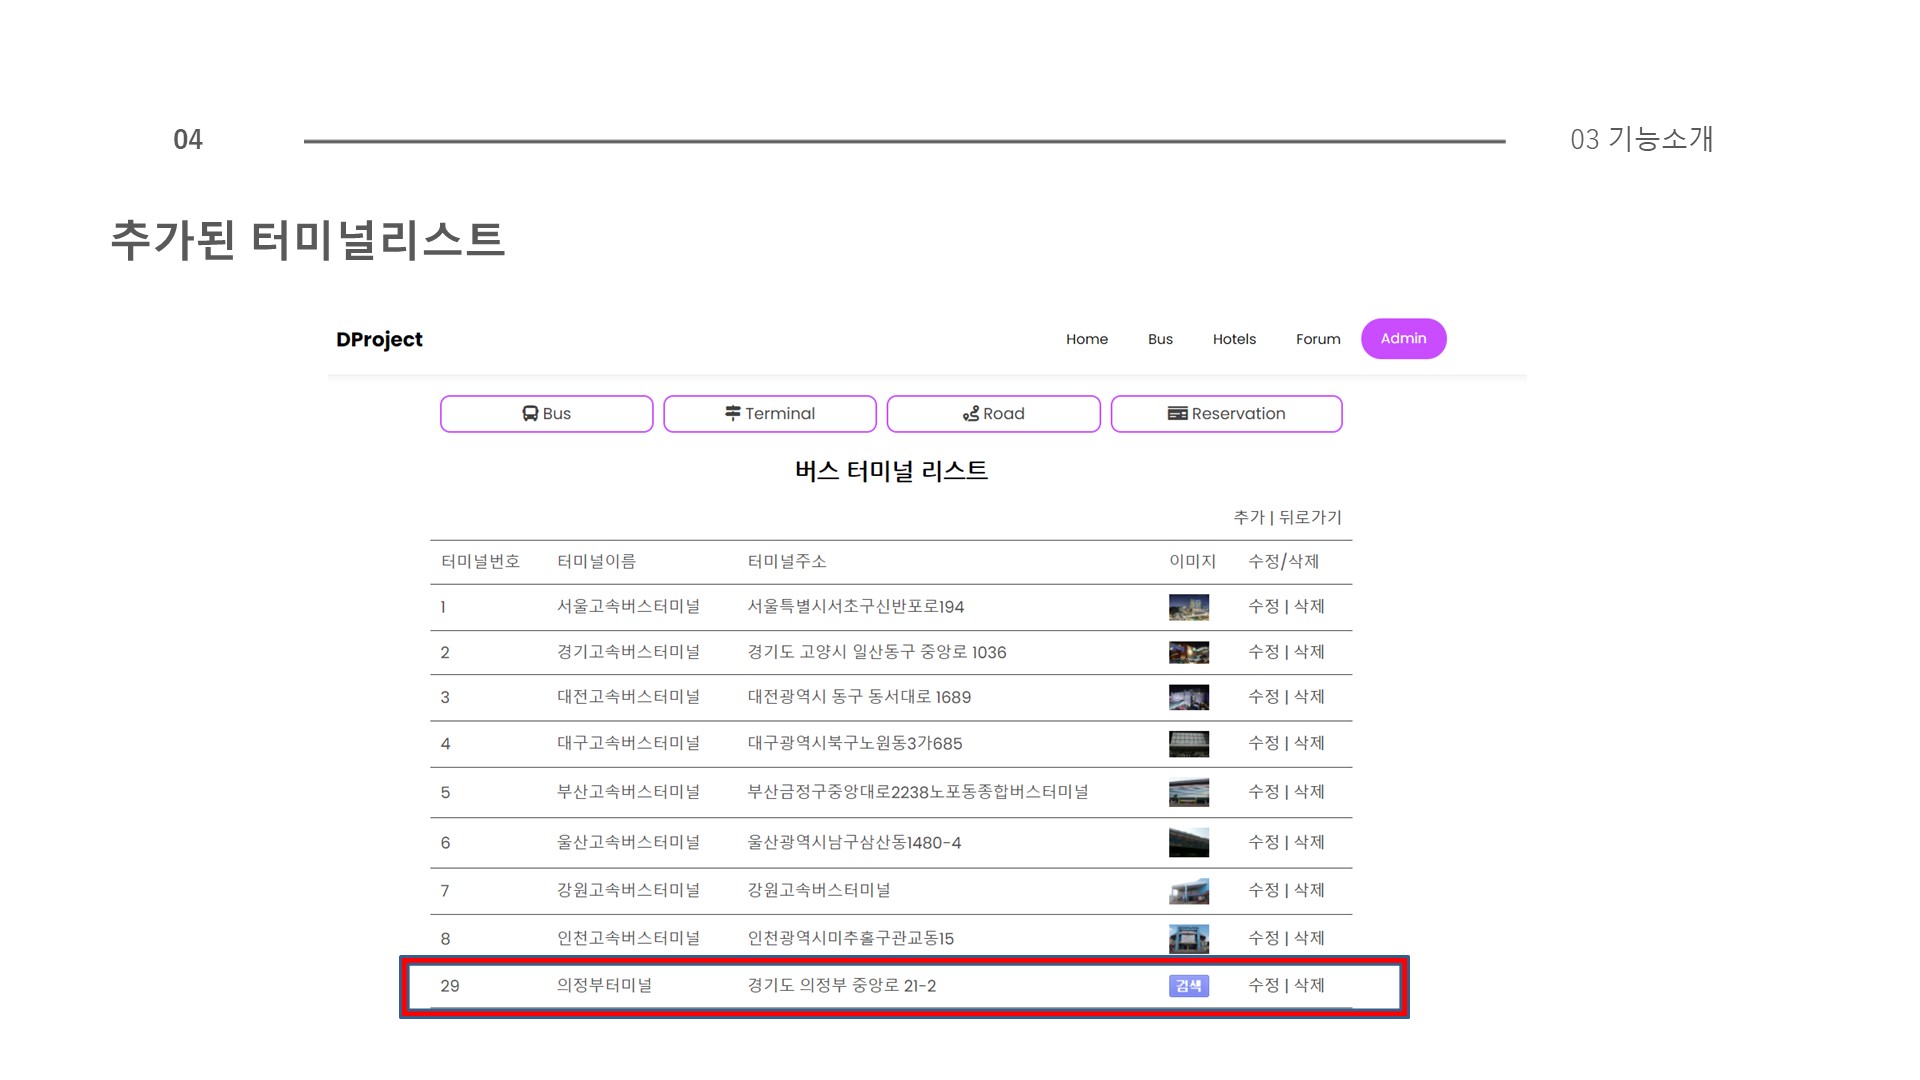 04
03 기능소개
추가된 터미널리스트
DProject Home Bus Hotels Forum Admin
Bus Terminal Road Reservation
버스 터미널 리스트
추가 | 뒤로가기
터미널번호 터미널이름 터미널주소 이미지 수정/삭제
1 서울고속버스터미널 서울특별시서초구신반포로194 수정 | 삭제
2 경기고속버스터미널 경기도 고양시 일산동구 중앙로 1036 수정 | 삭제
3 대전고속버스터미널 대전광역시 동구 동서대로 1689 수정 | 삭제
4 대구고속버스터미널 대구광역시북구노원동3가685 수정 | 삭제
5 부산고속버스터미널 부산금정구중앙대로2238노포동종합버스터미널 수정 | 삭제
6 울산고속버스터미널 울산광역시남구삼산동1480-4 수정 | 삭제
7 강원고속버스터미널 강원고속버스터미널 수정 | 삭제
8 인천고속버스터미널 인천광역시미추홀구관교동15 수정 | 삭제
29 의정부터미널 경기도 의정부 중앙로 21-2 검색 수정 | 삭제